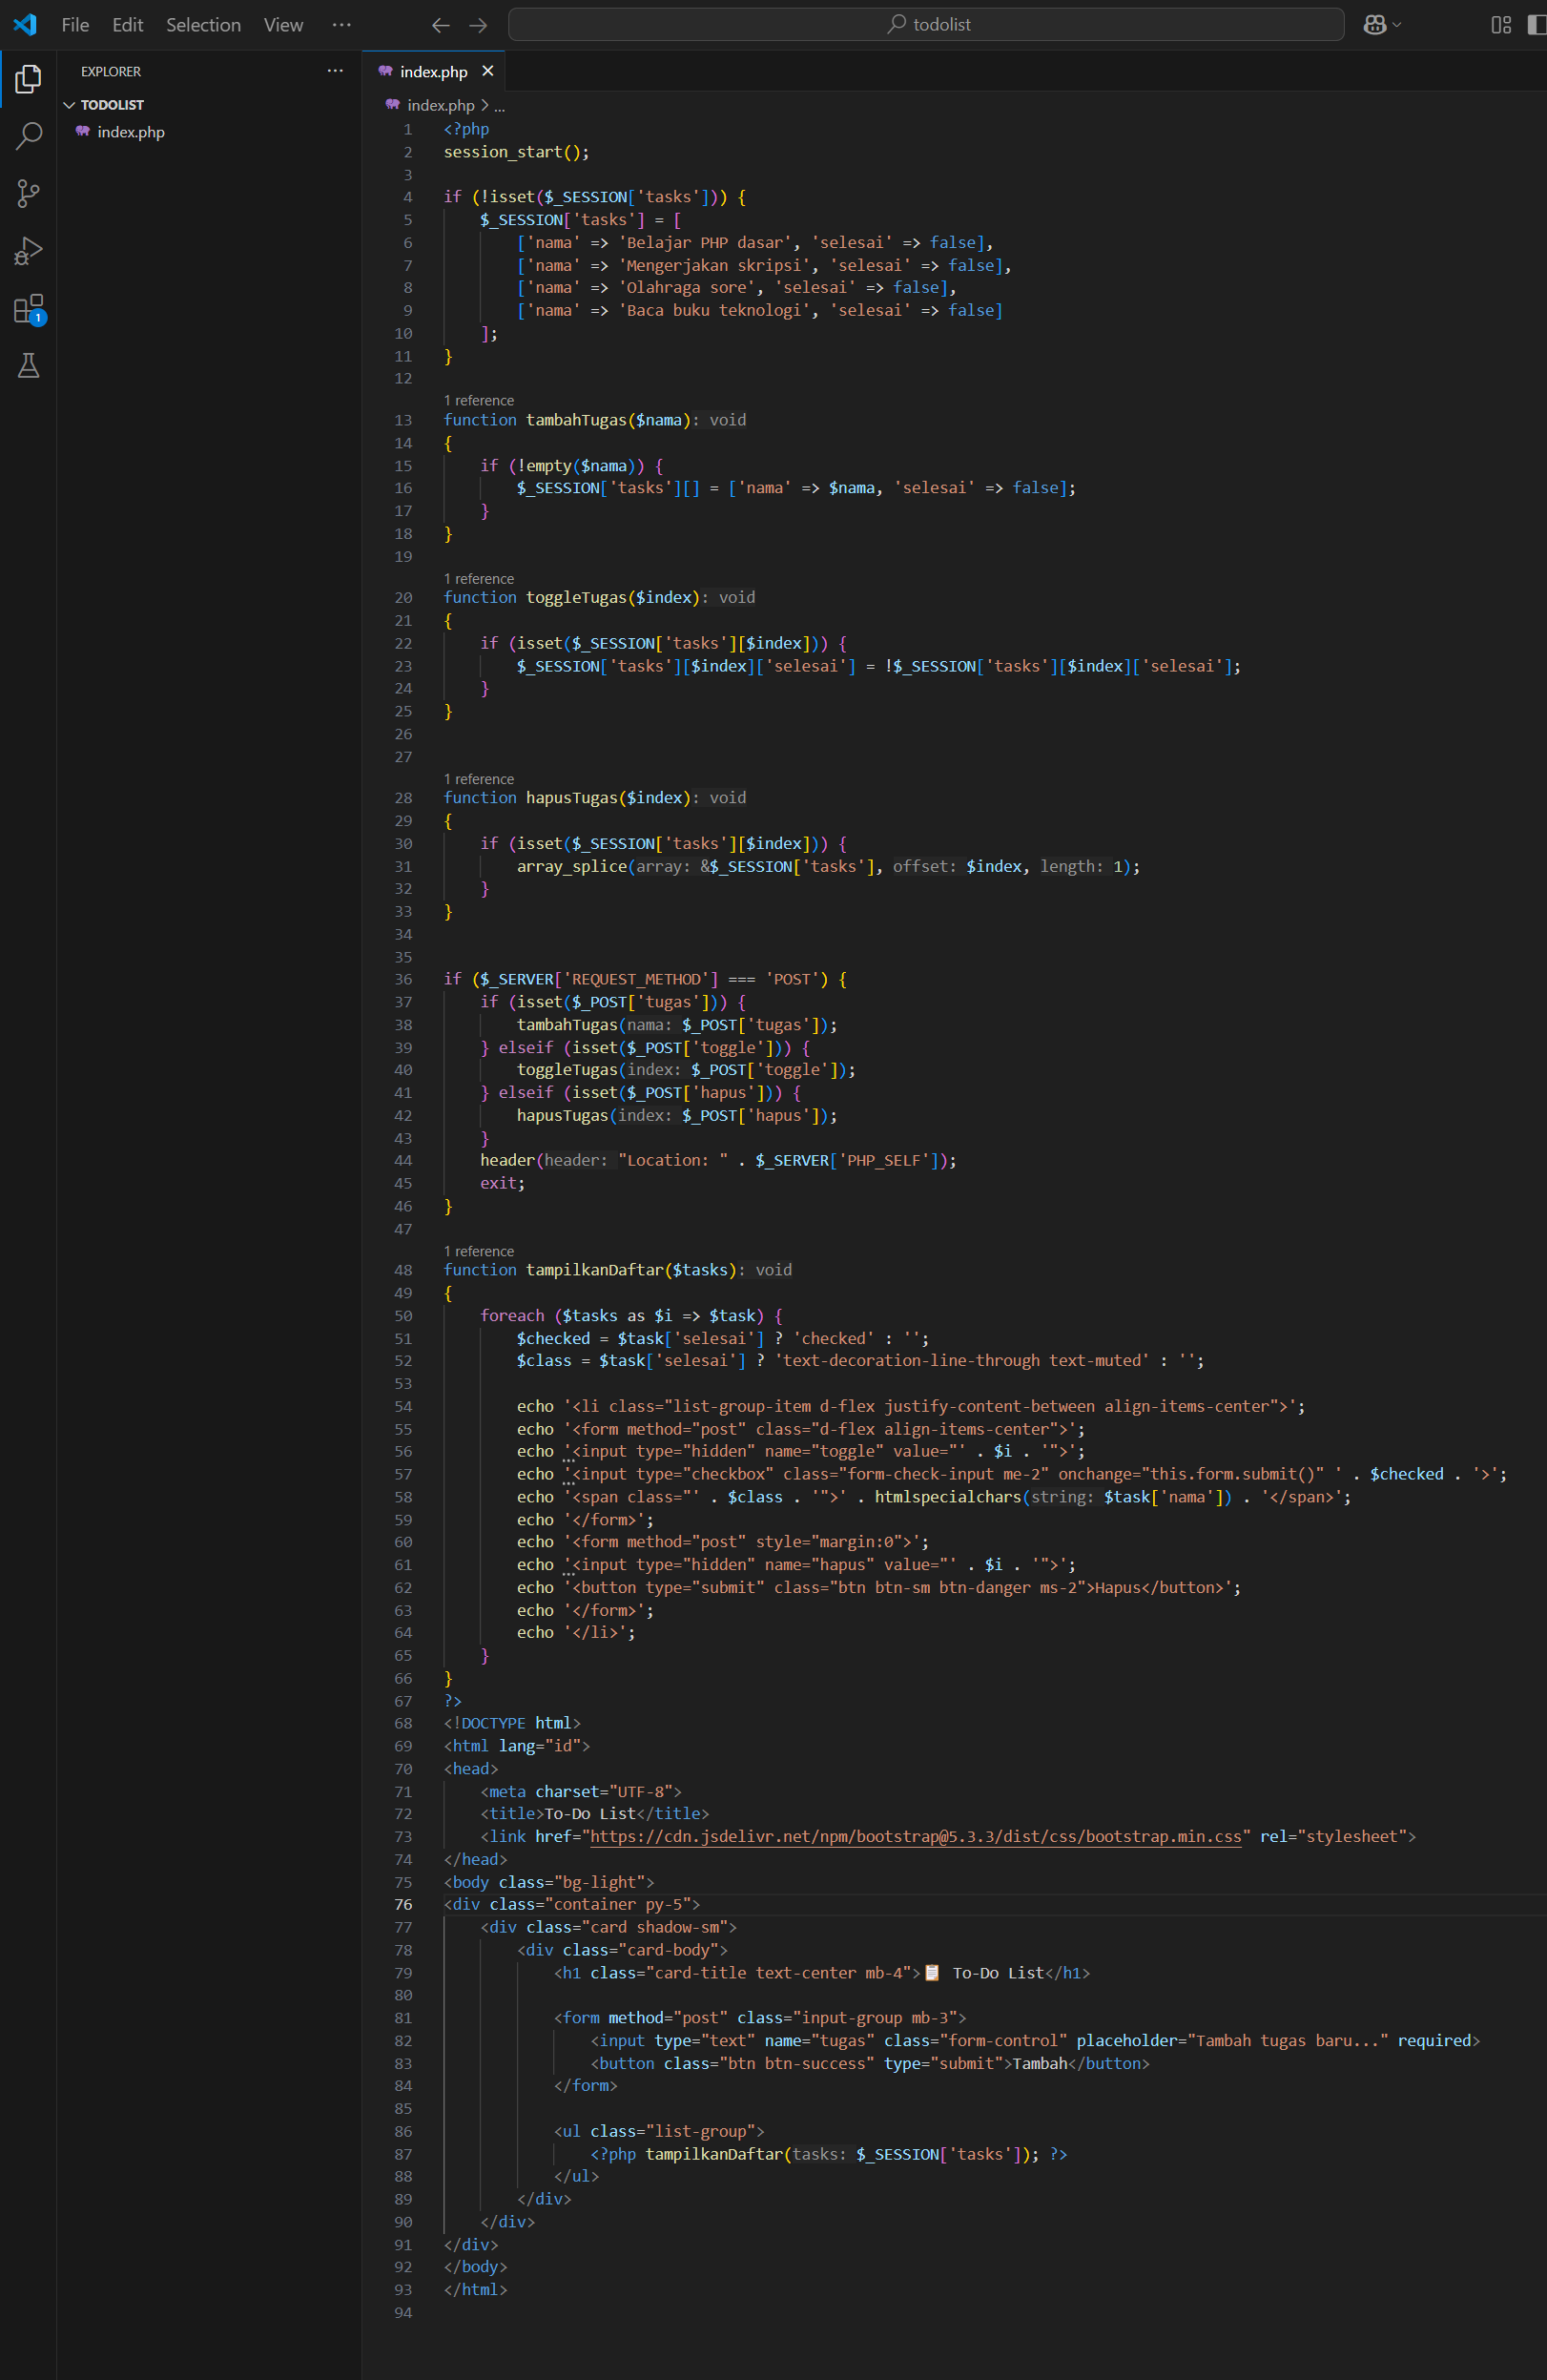 File Edit Selection View ···
todolist
EXPLORER ···
TODOLIST
index.php
1
index.php
index.php > ...
1 <?php
2 session_start();
3
4 if (!isset($_SESSION['tasks'])) {
5     $_SESSION['tasks'] = [
6         ['nama' => 'Belajar PHP dasar', 'selesai' => false],
7         ['nama' => 'Mengerjakan skripsi', 'selesai' => false],
8         ['nama' => 'Olahraga sore', 'selesai' => false],
9         ['nama' => 'Baca buku teknologi', 'selesai' => false]
10     ];
11 }
12
1 reference
13 function tambahTugas($nama): void
14 {
15     if (!empty($nama)) {
16         $_SESSION['tasks'][] = ['nama' => $nama, 'selesai' => false];
17     }
18 }
19
1 reference
20 function toggleTugas($index): void
21 {
22     if (isset($_SESSION['tasks'][$index])) {
23         $_SESSION['tasks'][$index]['selesai'] = !$_SESSION['tasks'][$index]['selesai'];
24     }
25 }
26
27
1 reference
28 function hapusTugas($index): void
29 {
30     if (isset($_SESSION['tasks'][$index])) {
31         array_splice(array: &$_SESSION['tasks'], offset: $index, length: 1);
32     }
33 }
34
35
36 if ($_SERVER['REQUEST_METHOD'] === 'POST') {
37     if (isset($_POST['tugas'])) {
38         tambahTugas(nama: $_POST['tugas']);
39     } elseif (isset($_POST['toggle'])) {
40         toggleTugas(index: $_POST['toggle']);
41     } elseif (isset($_POST['hapus'])) {
42         hapusTugas(index: $_POST['hapus']);
43     }
44     header(header: "Location: " . $_SERVER['PHP_SELF']);
45     exit;
46 }
47
1 reference
48 function tampilkanDaftar($tasks): void
49 {
50     foreach ($tasks as $i => $task) {
51         $checked = $task['selesai'] ? 'checked' : '';
52         $class = $task['selesai'] ? 'text-decoration-line-through text-muted' : '';
53
54         echo '<li class="list-group-item d-flex justify-content-between align-items-center">';
55         echo '<form method="post" class="d-flex align-items-center">';
56         echo '<input type="hidden" name="toggle" value="' . $i . '">';
57         echo '<input type="checkbox" class="form-check-input me-2" onchange="this.form.submit()" ' . $checked . '>';
58         echo '<span class="' . $class . '">' . htmlspecialchars(string: $task['nama']) . '</span>';
59         echo '</form>';
60         echo '<form method="post" style="margin:0">';
61         echo '<input type="hidden" name="hapus" value="' . $i . '">';
62         echo '<button type="submit" class="btn btn-sm btn-danger ms-2">Hapus</button>';
63         echo '</form>';
64         echo '</li>';
65     }
66 }
67 ?>
68 <!DOCTYPE html>
69 <html lang="id">
70 <head>
71     <meta charset="UTF-8">
72     <title>To-Do List</title>
73     <link href="https://cdn.jsdelivr.net/npm/bootstrap@5.3.3/dist/css/bootstrap.min.css" rel="stylesheet">
74 </head>
75 <body class="bg-light">
76 <div class="container py-5">
77     <div class="card shadow-sm">
78         <div class="card-body">
79             <h1 class="card-title text-center mb-4">📋 To-Do List</h1>
80
81             <form method="post" class="input-group mb-3">
82                 <input type="text" name="tugas" class="form-control" placeholder="Tambah tugas baru..." required>
83                 <button class="btn btn-success" type="submit">Tambah</button>
84             </form>
85
86             <ul class="list-group">
87                 <?php tampilkanDaftar(tasks: $_SESSION['tasks']); ?>
88             </ul>
89         </div>
90     </div>
91 </div>
92 </body>
93 </html>
94